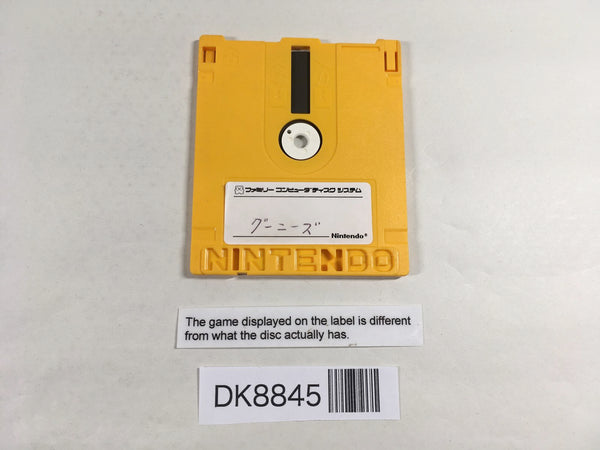 ファミリー コンピュータ ディスク システム
グーニーズ
Nintendo®
NINTENDO
The game displayed on the label is different
from what the disc actually has.
DK8845